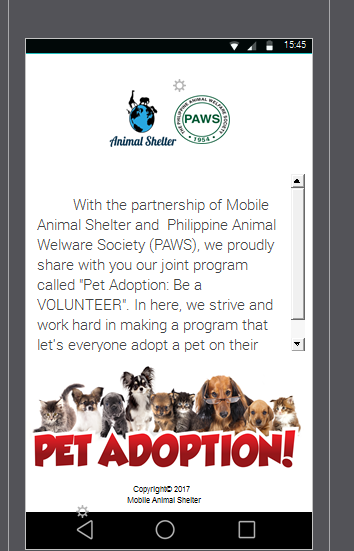 15:45
Animal Shelter
THE PHILIPPINE ANIMAL WELFARE SOCIETY
PAWS
1954
With the partnership of Mobile
Animal Shelter and Philippine Animal
Welware Society (PAWS), we proudly
share with you our joint program
called "Pet Adoption: Be a
VOLUNTEER". In here, we strive and
work hard in making a program that
let's everyone adopt a pet on their
PET ADOPTION!
Copyright© 2017
Mobile Animal Shelter